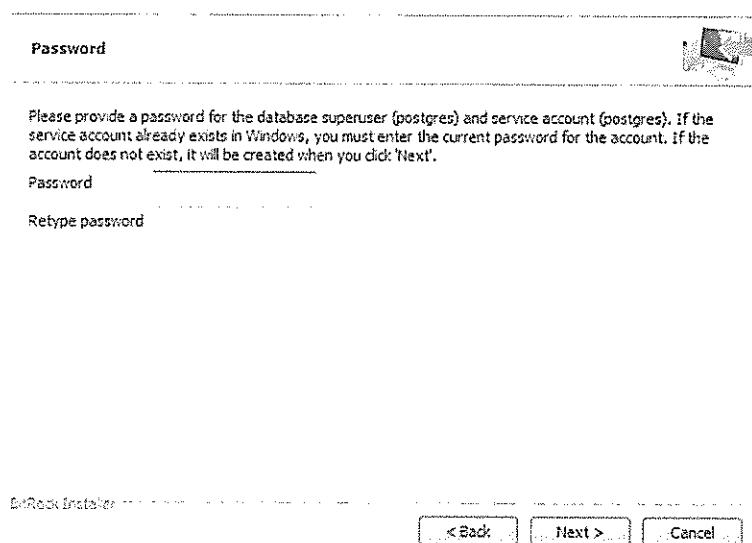 Password
Please provide a password for the database superuser (postgres) and service account (postgres). If the
service account already exists in Windows, you must enter the current password for the account. If the
account does not exist, it will be created when you click 'Next'.
Password
Retype password
BitRock Installer
< Back
Next >
Cancel